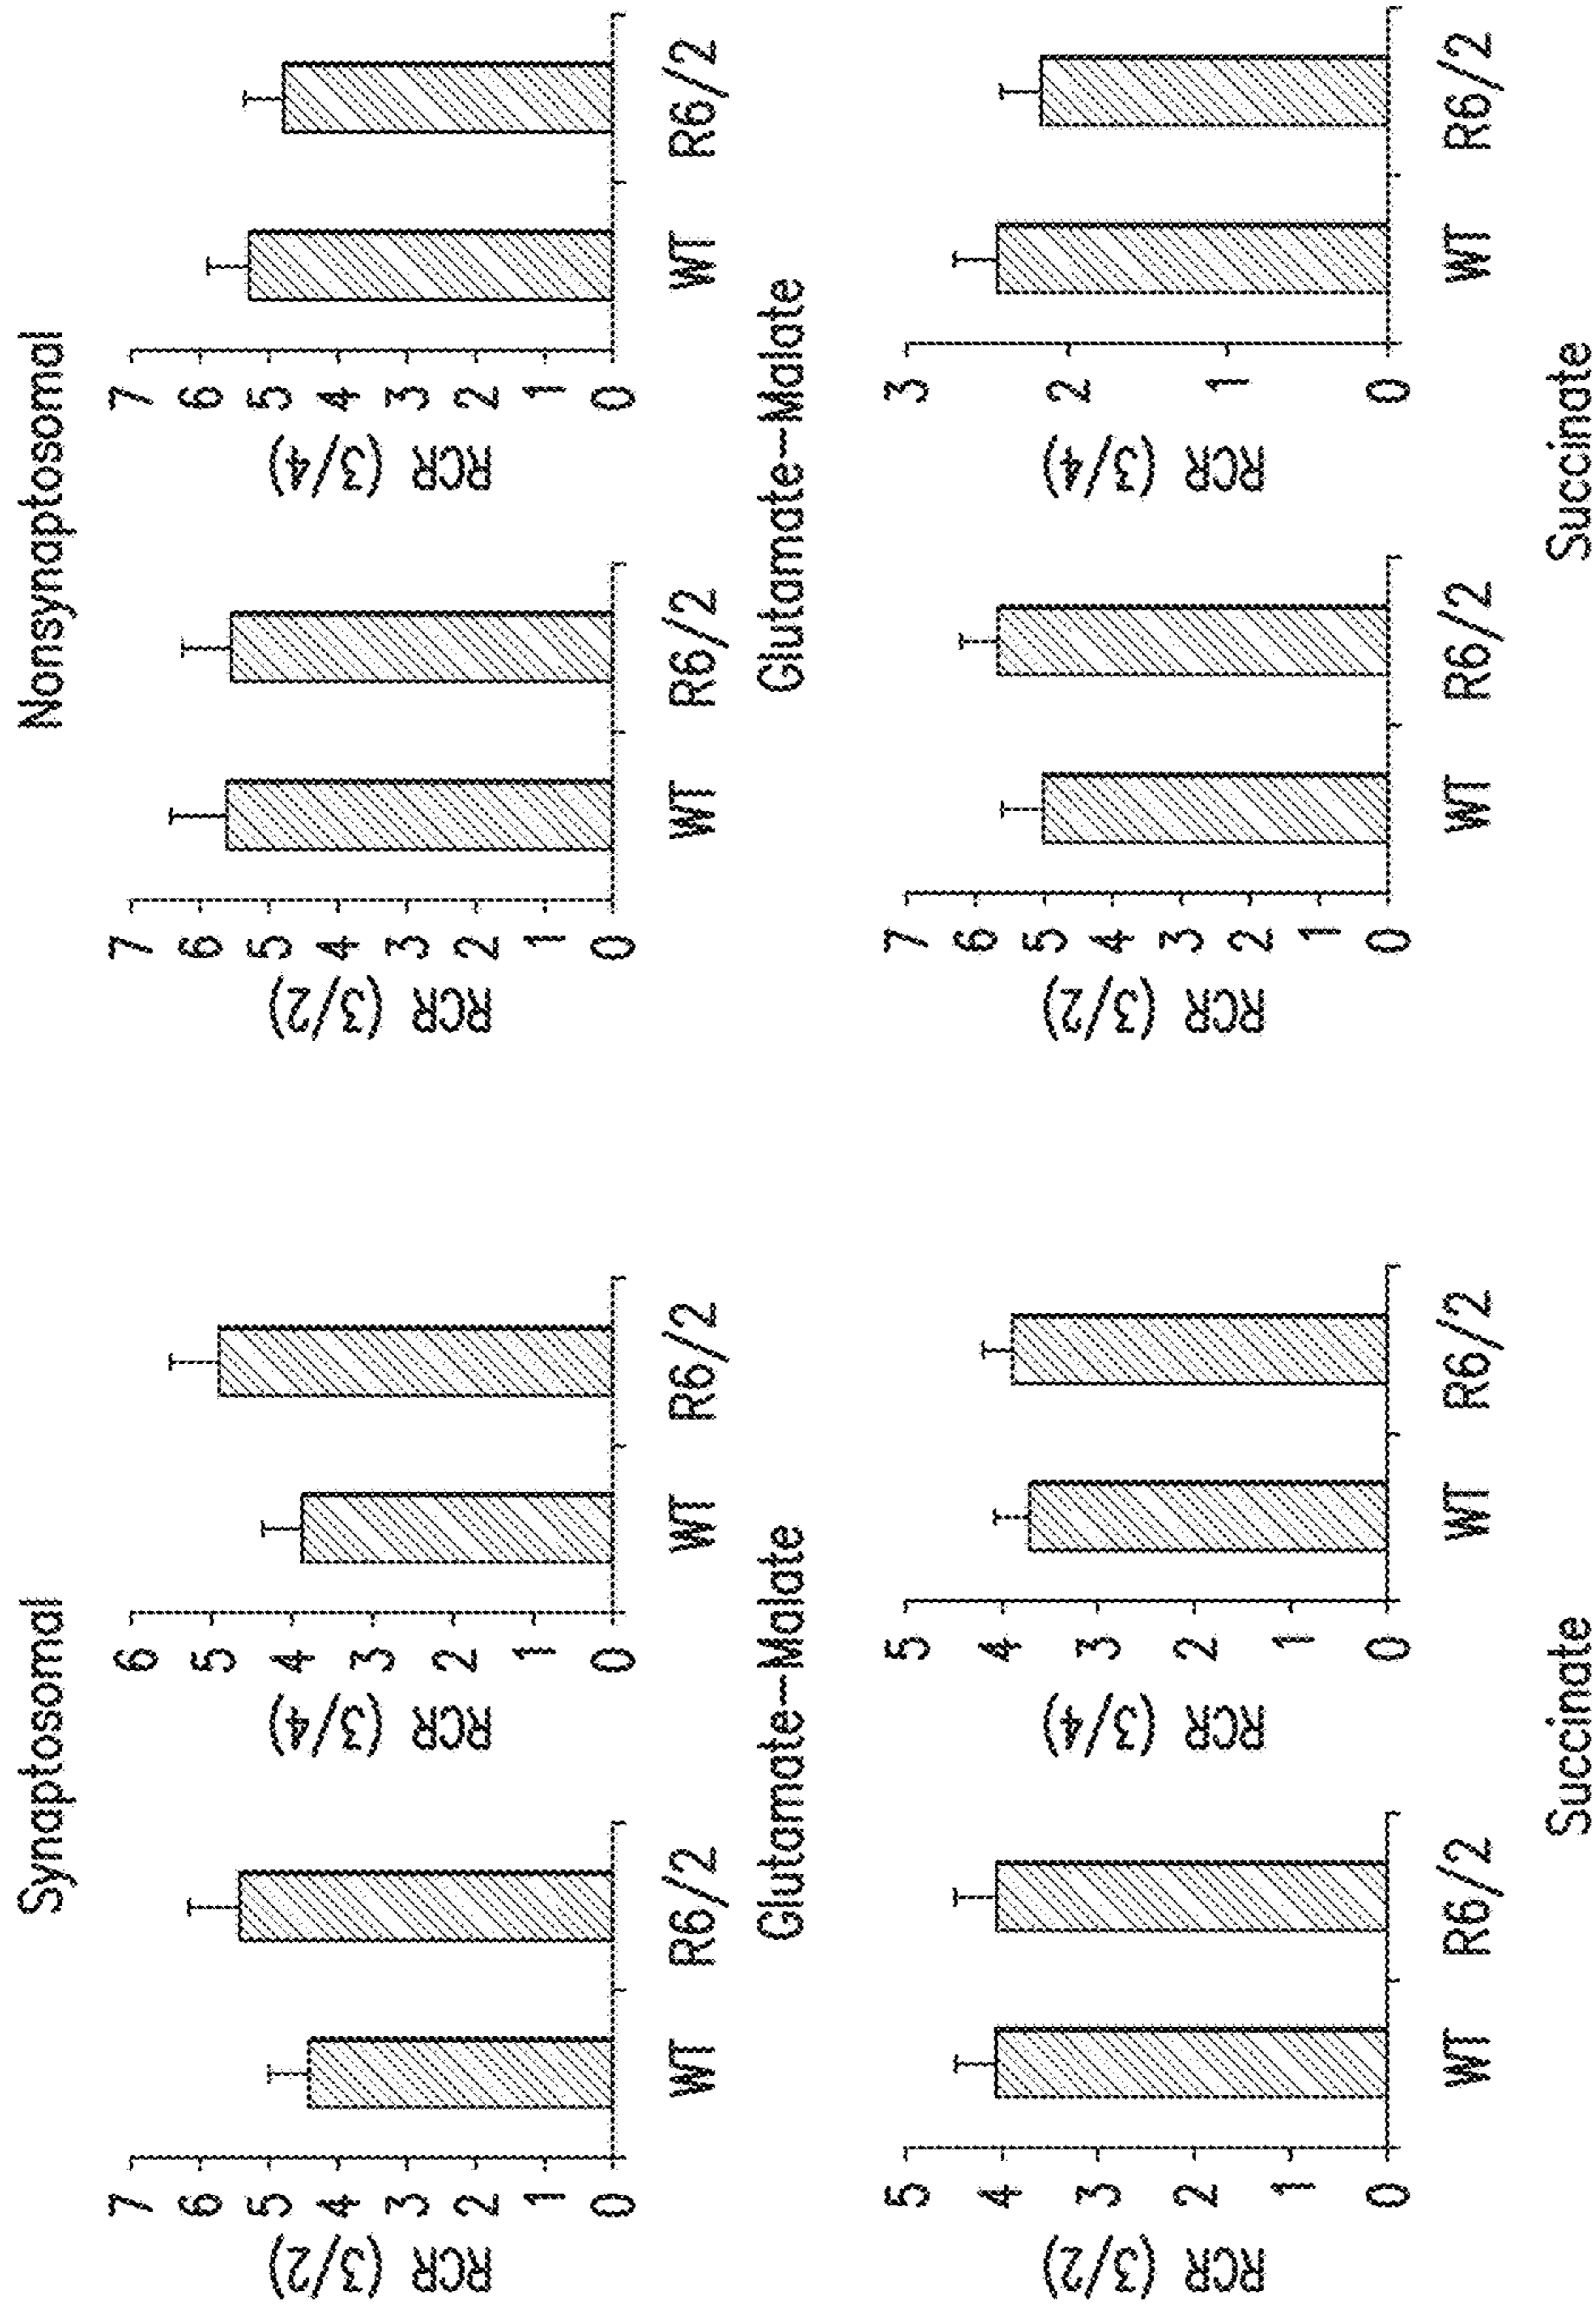 Synaptosomal
RCR (3/2)
7
6
5
4
3
2
1
0
WT R6/2
RCR (3/4)
6
5
4
3
2
1
0
WT R6/2
Glutamate-Malate
RCR (3/2)
5
4
3
2
1
0
WT R6/2
RCR (3/4)
5
4
3
2
1
0
WT R6/2
Succinate
Nonsynaptosomal
RCR (3/2)
7
6
5
4
3
2
1
0
WT R6/2
RCR (3/4)
7
6
5
4
3
2
1
0
WT R6/2
Glutamate-Malate
RCR (3/2)
7
6
5
4
3
2
1
0
WT R6/2
RCR (3/4)
3
2
1
0
WT R6/2
Succinate